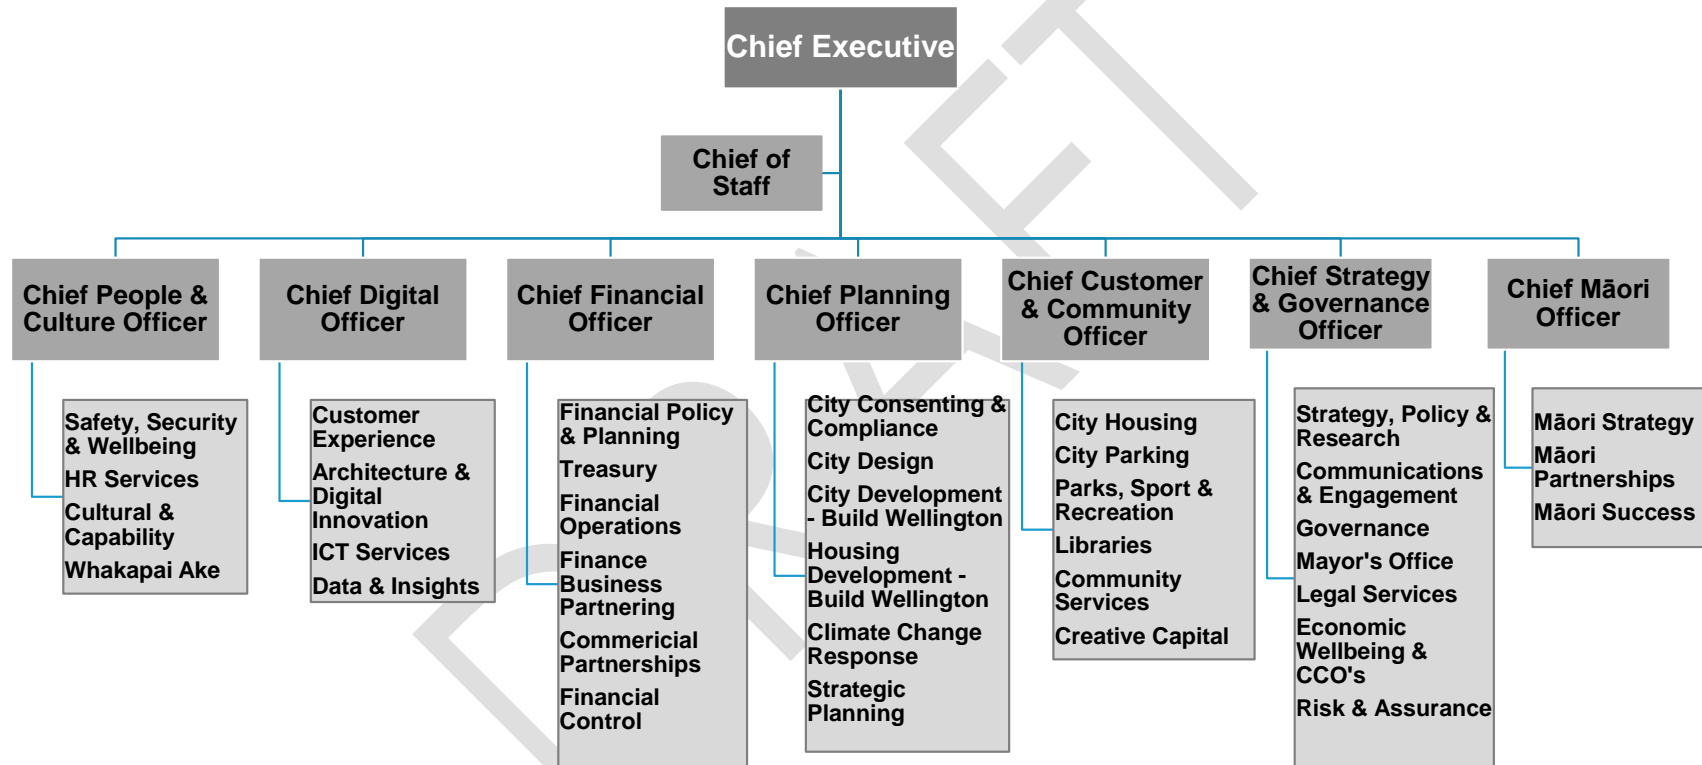 Chief Executive
Chief of
Staff
Chief People &
Culture Officer
Chief Digital
Officer
Chief Financial
Officer
Chief Planning
Officer
Chief Customer
& Community
Officer
Chief Strategy
& Governance
Officer
Chief Māori
Officer
Safety, Security
& Wellbeing
HR Services
Cultural &
Capability
Whakapai Ake
Customer
Experience
Architecture &
Digital
Innovation
ICT Services
Data & Insights
Financial Policy
& Planning
Treasury
Financial
Operations
Finance
Business
Partnering
Commericial
Partnerships
Financial
Control
City Consenting &
Compliance
City Design
City Development
- Build Wellington
Housing
Development -
Build Wellington
Climate Change
Response
Strategic
Planning
City Housing
City Parking
Parks, Sport &
Recreation
Libraries
Community
Services
Creative Capital
Strategy, Policy &
Research
Communications
& Engagement
Governance
Mayor's Office
Legal Services
Economic
Wellbeing &
CCO's
Risk & Assurance
Māori Strategy
Māori
Partnerships
Māori Success
DRAFT